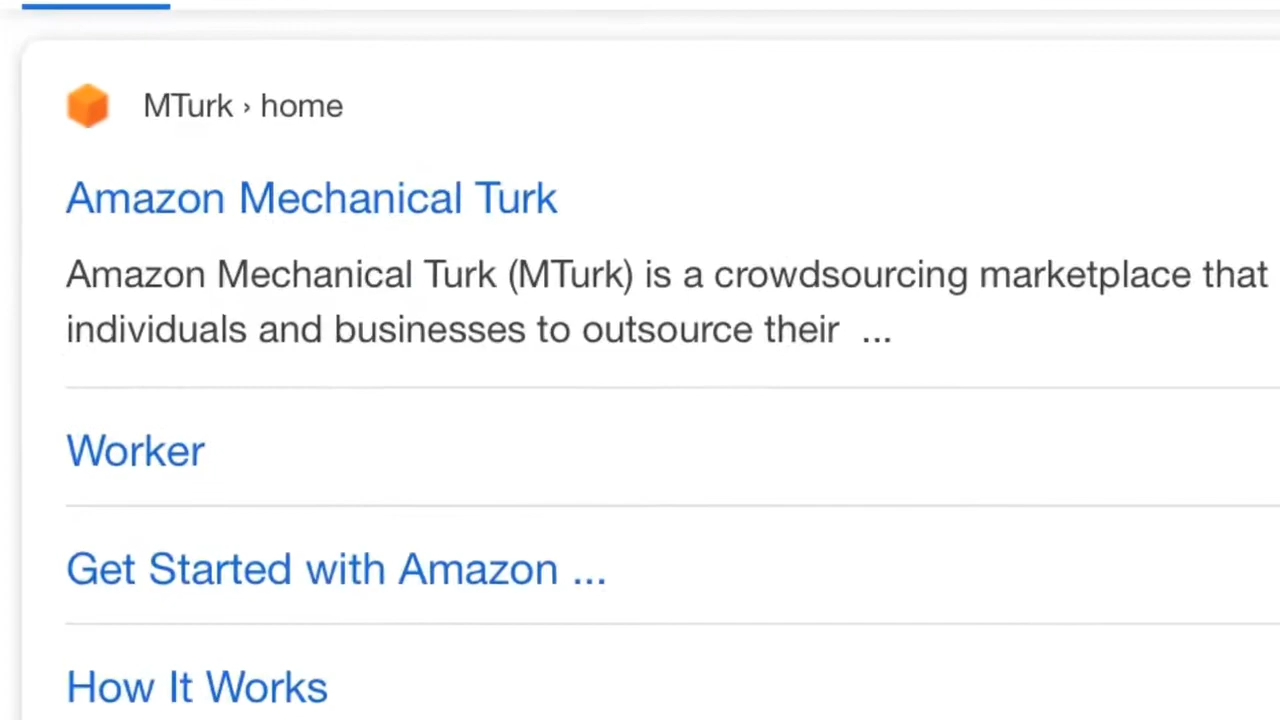 MTurk › home
Amazon Mechanical Turk
Amazon Mechanical Turk (MTurk) is a crowdsourcing marketplace that
individuals and businesses to outsource their ...
Worker
Get Started with Amazon ...
How It Works